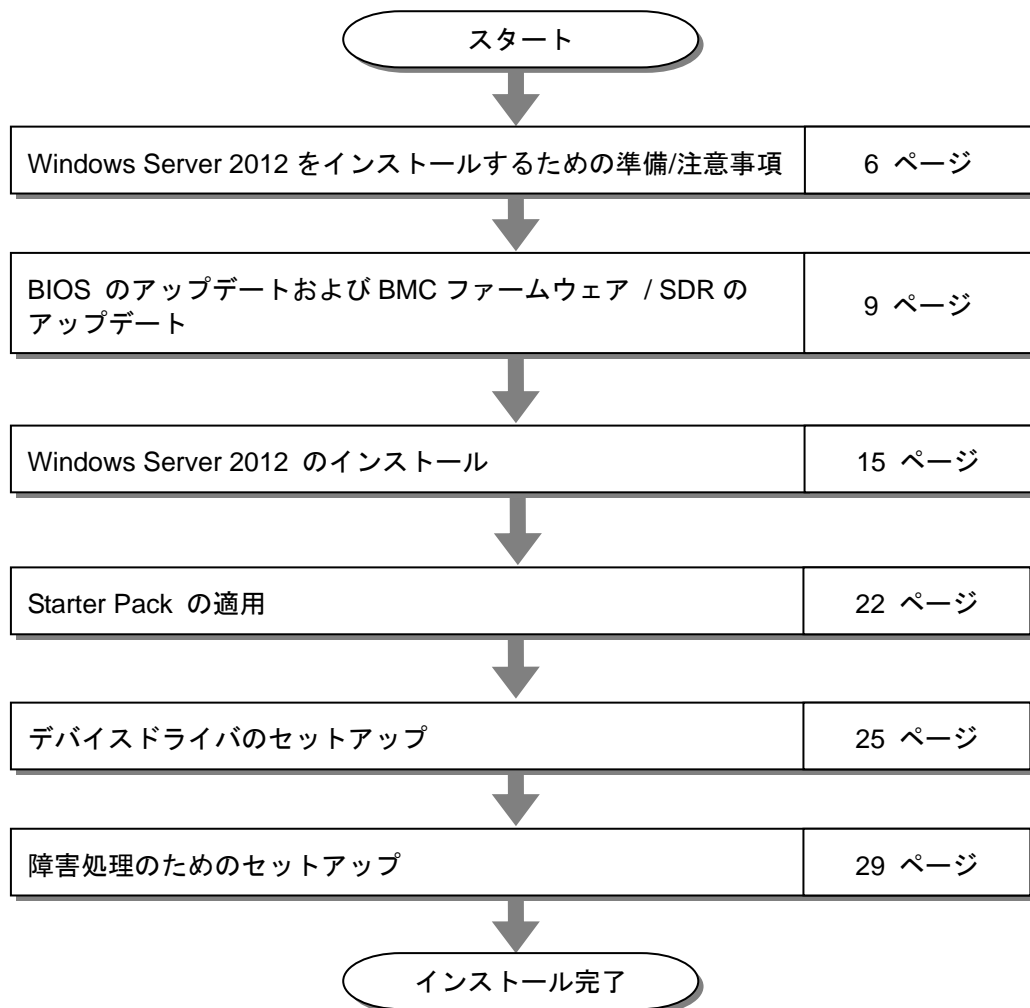 スタート
Windows Server 2012 をインストールするための準備/注意事項 6 ページ
BIOS のアップデートおよび BMC ファームウェア / SDR の
アップデート 9 ページ
Windows Server 2012 のインストール 15 ページ
Starter Pack の適用 22 ページ
デバイスドライバのセットアップ 25 ページ
障害処理のためのセットアップ 29 ページ
インストール完了